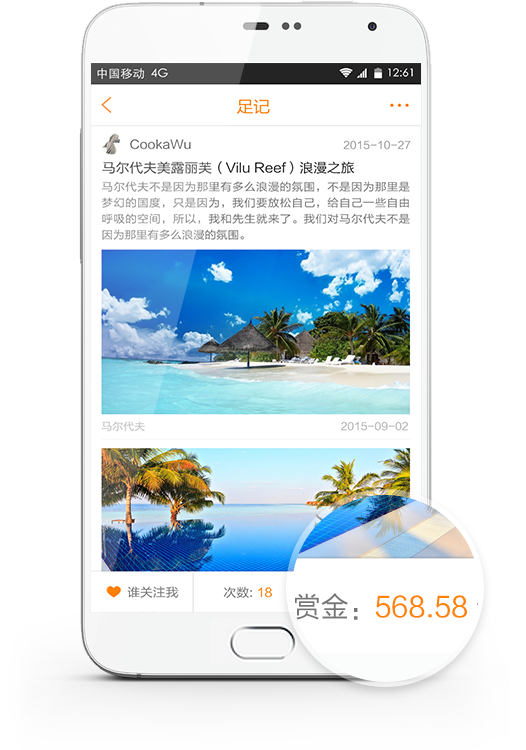 中国移动 4G 12:61
足记
CookaWu 2015-10-27
马尔代夫美露丽芙（Vilu Reef）浪漫之旅
马尔代夫不是因为那里有多么浪漫的氛围，不是因为那里是
梦幻的国度，只是因为，我们要放松自己，给自己一些自由
呼吸的空间，所以，我和先生就来了。我们对马尔代夫不是
因为那里有多么浪漫的氛围。
马尔代夫 2015-09-02
谁关注我 次数: 18
赏金: 568.58